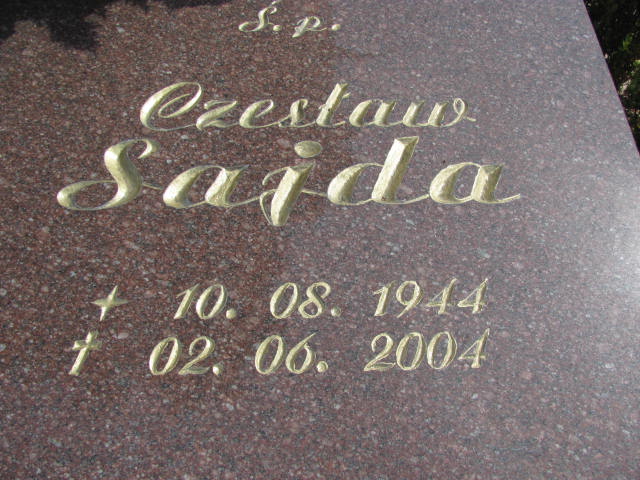 Ś. p.
Czesław
Sajda
10. 08. 1944
† 02. 06. 2004